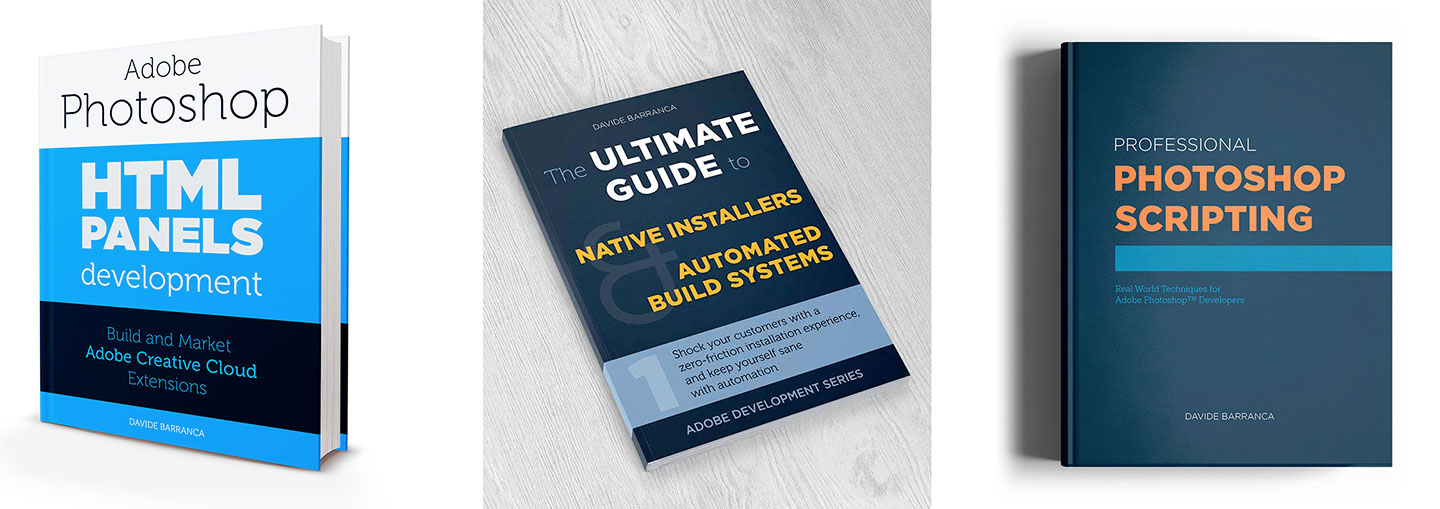 Adobe
Photoshop
HTML
PANELS
development
Build and Market
Adobe Creative Cloud
Extensions
DAVIDE BARRANCA
DAVIDE BARRANCA
The ULTIMATE
GUIDE to
&
NATIVE INSTALLERS
AUTOMATED
BUILD SYSTEMS
1
Shock your customers with a
zero-friction installation experience,
and keep yourself sane
with automation
ADOBE DEVELOPMENT SERIES
PROFESSIONAL
PHOTOSHOP
SCRIPTING
Real World Techniques for
Adobe Photoshop™ Developers
DAVIDE BARRANCA